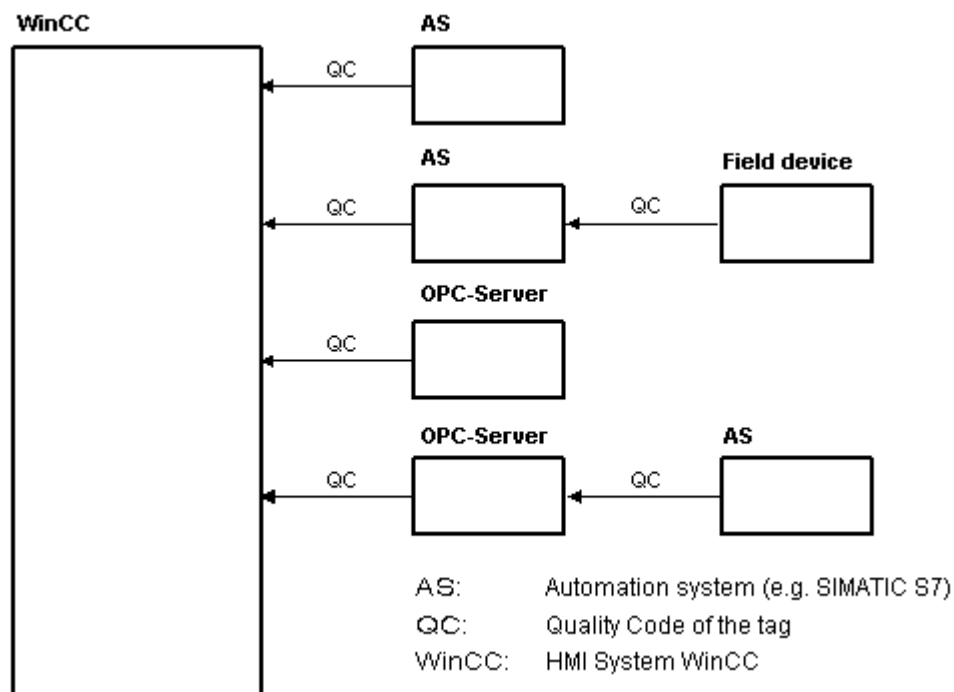 WinCC
AS
QC
AS
Field device
QC
QC
OPC-Server
QC
OPC-Server
AS
QC
QC
AS: Automation system (e.g. SIMATIC S7)
QC: Quality Code of the tag
WinCC: HMI System WinCC